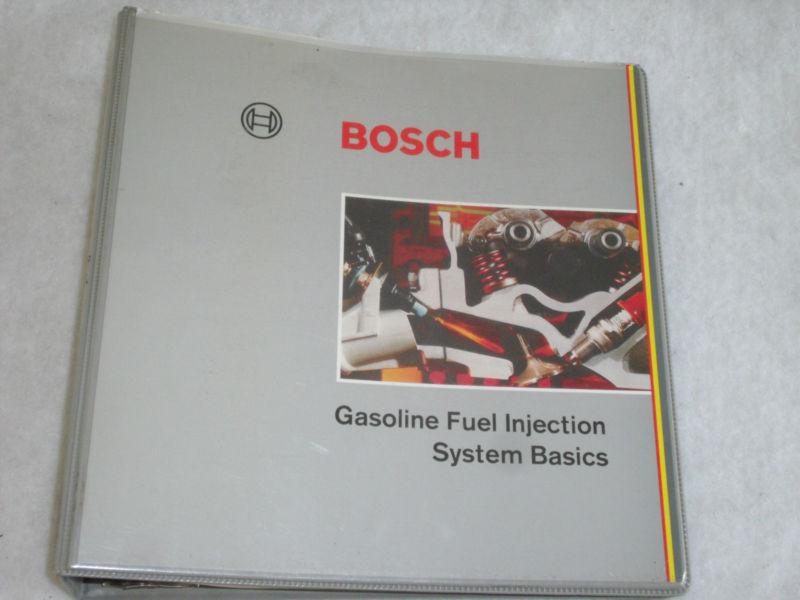 BOSCH
Gasoline Fuel Injection
System Basics